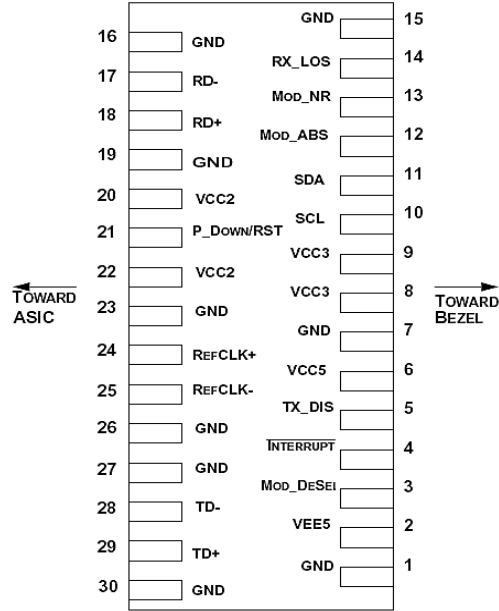 GND 15
16 GND
RX_LOS 14
17 RD-
MOD_NR 13
18 RD+
MOD_ABS 12
19 GND
SDA 11
20 VCC2
SCL 10
21 P_DOWN/RST
VCC3 9
22 VCC2
VCC3 8
TOWARD
ASIC
TOWARD
BEZEL
23 GND
GND 7
24 REFCLK+
VCC5 6
25 REFCLK-
TX_DIS 5
26 GND
INTERRUPT 4
27 GND
MOD_DESEL 3
28 TD-
VEE5 2
29 TD+
GND 1
30 GND